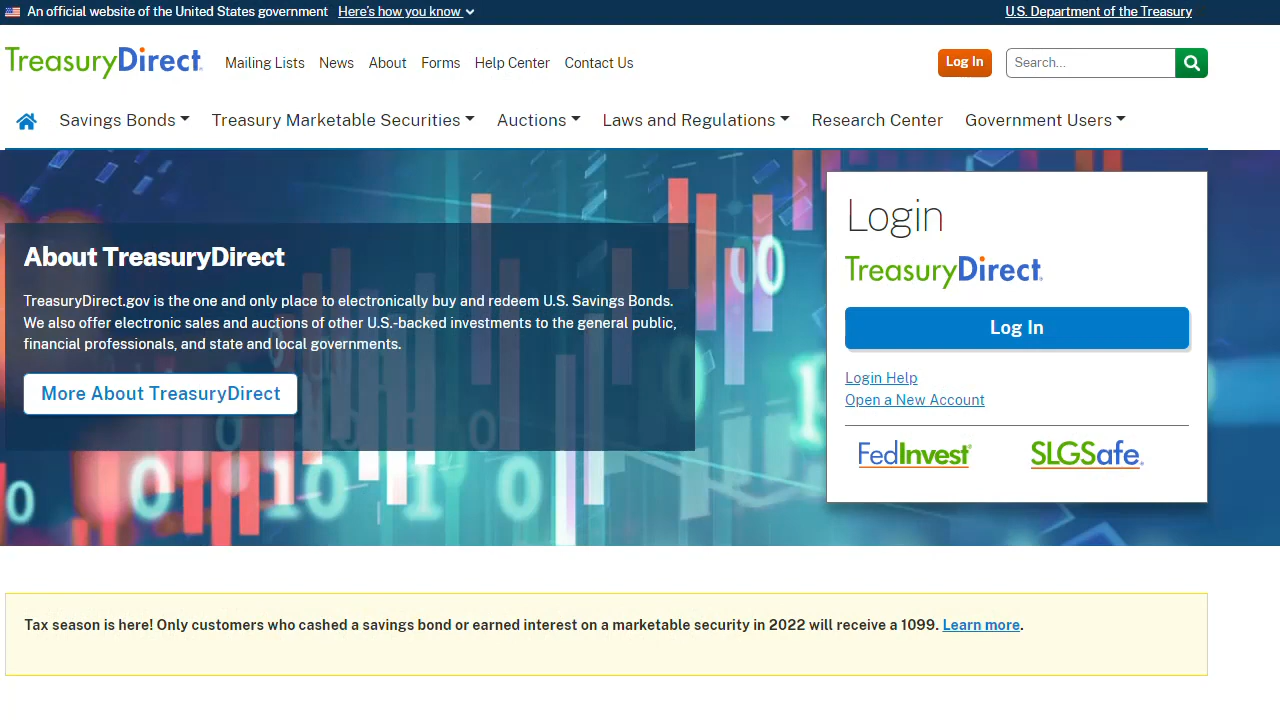 An official website of the United States government Here's how you know
U.S. Department of the Treasury
TreasuryDirect
Mailing Lists News About Forms Help Center Contact Us
Log In
Search...
Savings Bonds Treasury Marketable Securities Auctions Laws and Regulations Research Center Government Users
About TreasuryDirect
TreasuryDirect.gov is the one and only place to electronically buy and redeem U.S. Savings Bonds.
We also offer electronic sales and auctions of other U.S.-backed investments to the general public,
financial professionals, and state and local governments.
More About TreasuryDirect
Login
TreasuryDirect
Log In
Login Help
Open a New Account
FedInvest SLGSafe
Tax season is here! Only customers who cashed a savings bond or earned interest on a marketable security in 2022 will receive a 1099. Learn more.